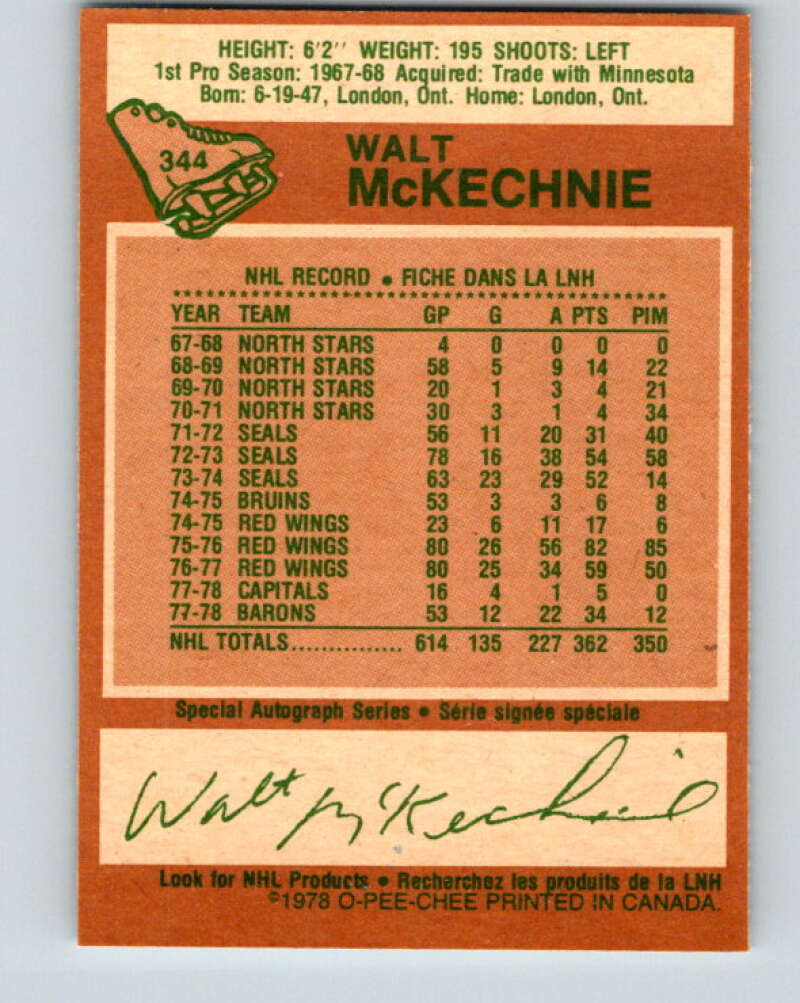 HEIGHT: 6'2'' WEIGHT: 195 SHOOTS: LEFT
1st Pro Season: 1967-68 Acquired: Trade with Minnesota
Born: 6-19-47, London, Ont. Home: London, Ont.
344
WALT
McKECHNIE
NHL RECORD • FICHE DANS LA LNH
YEAR TEAM GP G A PTS PIM
67-68 NORTH STARS 4 0 0 0 0
68-69 NORTH STARS 58 5 9 14 22
69-70 NORTH STARS 20 1 3 4 21
70-71 NORTH STARS 30 3 1 4 34
71-72 SEALS 56 11 20 31 40
72-73 SEALS 78 16 38 54 58
73-74 SEALS 63 23 29 52 14
74-75 BRUINS 53 3 3 6 8
74-75 RED WINGS 23 6 11 17 6
75-76 RED WINGS 80 26 56 82 85
76-77 RED WINGS 80 25 34 59 50
77-78 CAPITALS 16 4 1 5 0
77-78 BARONS 53 12 22 34 12
NHL TOTALS............... 614 135 227 362 350
Special Autograph Series • Série signée spéciale
Walt McKechnie
Look for NHL Products • Recherchez les produits de la LNH
©1978 O-PEE-CHEE PRINTED IN CANADA.